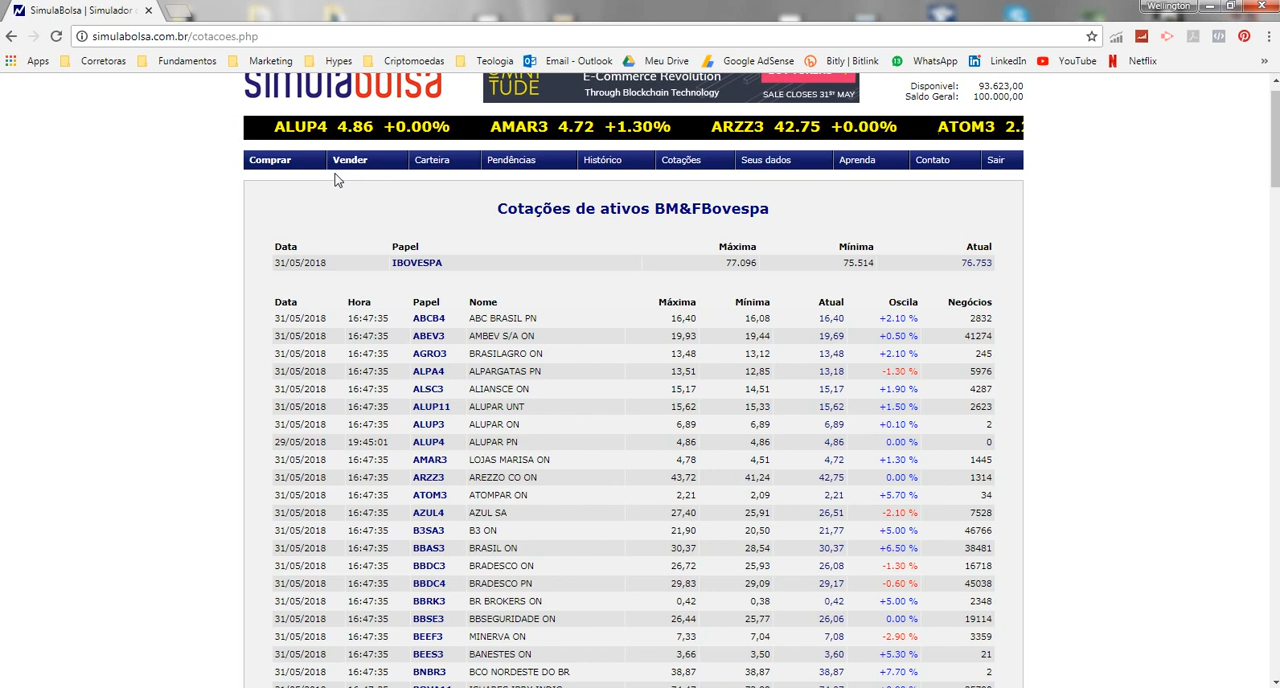 SimulaBolsa | Simulador
Wellington
simulabolsa.com.br/cotacoes.php
Apps Corretoras Fundamentos Marketing Hypes Criptomoedas Teologia Email - Outlook Meu Drive Google AdSense Bitly | Bitlink WhatsApp LinkedIn YouTube Netflix »
simulabolsa
TUDE
E-Commerce Revolution
Through Blockchain Technology
SALE CLOSES 31ST MAY
Disponivel: 93.623,00
Saldo Geral: 100.000,00
ALUP4 4.86 +0.00% AMAR3 4.72 +1.30% ARZZ3 42.75 +0.00% ATOM3 2.
Comprar Vender Carteira Pendências Histórico Cotações Seus dados Aprenda Contato Sair
Cotações de ativos BM&FBovespa
Data Papel Máxima Mínima Atual
31/05/2018 IBOVESPA 77.096 75.514 76.753
Data Hora Papel Nome Máxima Mínima Atual Oscila Negócios
31/05/2018 16:47:35 ABCB4 ABC BRASIL PN 16,40 16,08 16,40 +2.10 % 2832
31/05/2018 16:47:35 ABEV3 AMBEV S/A ON 19,93 19,44 19,69 +0.50 % 41274
31/05/2018 16:47:35 AGRO3 BRASILAGRO ON 13,48 13,12 13,48 +2.10 % 245
31/05/2018 16:47:35 ALPA4 ALPARGATAS PN 13,51 12,85 13,18 -1.30 % 5976
31/05/2018 16:47:35 ALSC3 ALIANSCE ON 15,17 14,51 15,17 +1.90 % 4287
31/05/2018 16:47:35 ALUP11 ALUPAR UNT 15,62 15,33 15,62 +1.50 % 2623
31/05/2018 16:47:35 ALUP3 ALUPAR ON 6,89 6,89 6,89 +0.10 % 2
29/05/2018 19:45:01 ALUP4 ALUPAR PN 4,86 4,86 4,86 0.00 % 0
31/05/2018 16:47:35 AMAR3 LOJAS MARISA ON 4,78 4,51 4,72 +1.30 % 1445
31/05/2018 16:47:35 ARZZ3 AREZZO CO ON 43,72 41,24 42,75 0.00 % 1314
31/05/2018 16:47:35 ATOM3 ATOMPAR ON 2,21 2,09 2,21 +5.70 % 34
31/05/2018 16:47:35 AZUL4 AZUL SA 27,40 25,91 26,51 -2.10 % 7528
31/05/2018 16:47:35 B3SA3 B3 ON 21,90 20,50 21,77 +5.00 % 46766
31/05/2018 16:47:35 BBAS3 BRASIL ON 30,37 28,54 30,37 +6.50 % 38481
31/05/2018 16:47:35 BBDC3 BRADESCO ON 26,72 25,93 26,08 -1.30 % 16718
31/05/2018 16:47:35 BBDC4 BRADESCO PN 29,83 29,09 29,17 -0.60 % 45038
31/05/2018 16:47:35 BBRK3 BR BROKERS ON 0,42 0,38 0,42 +5.00 % 2348
31/05/2018 16:47:35 BBSE3 BBSEGURIDADE ON 26,44 25,77 26,06 0.00 % 19114
31/05/2018 16:47:35 BEEF3 MINERVA ON 7,33 7,04 7,08 -2.90 % 3359
31/05/2018 16:47:35 BEES3 BANESTES ON 3,66 3,50 3,60 +5.30 % 21
31/05/2018 16:47:35 BNBR3 BCO NORDESTE DO BR 38,87 38,87 38,87 +7.70 % 2